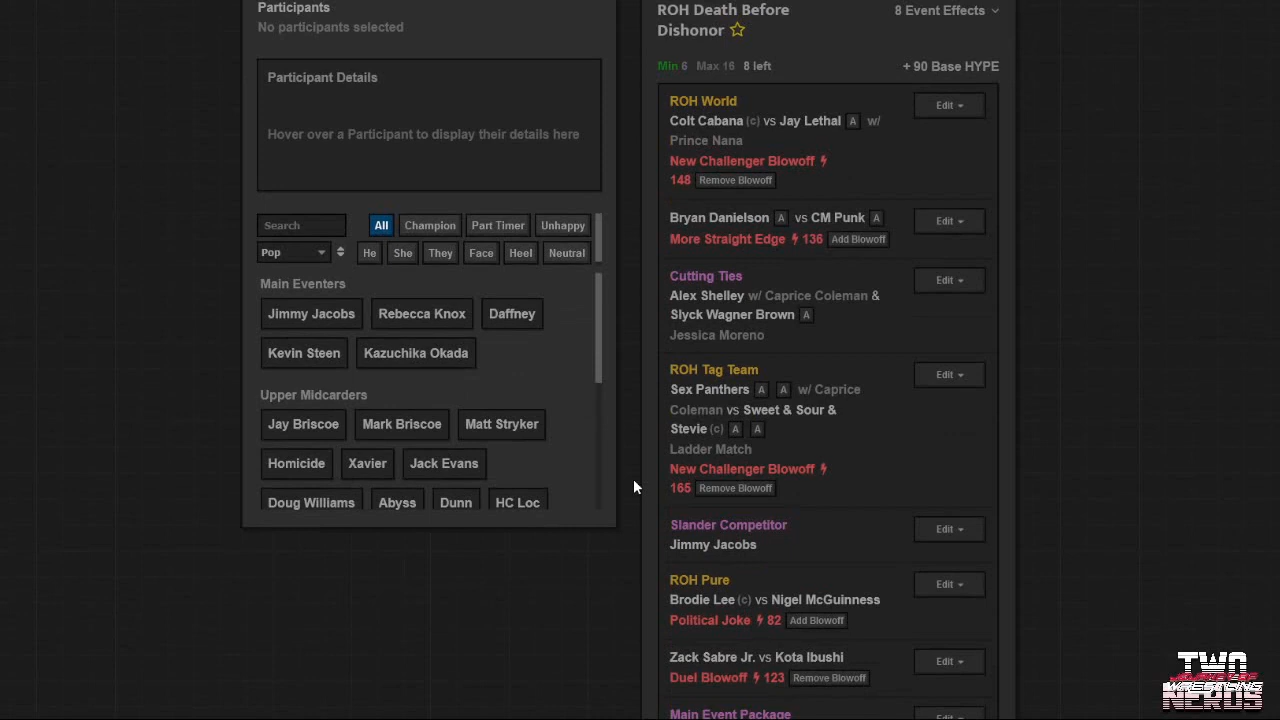 Participants
No participants selected
Participant Details
Hover over a Participant to display their details here
Search
All
Champion
Part Timer
Unhappy
Pop
He
She
They
Face
Heel
Neutral
Main Eventers
Jimmy Jacobs
Rebecca Knox
Daffney
Kevin Steen
Kazuchika Okada
Upper Midcarders
Jay Briscoe
Mark Briscoe
Matt Stryker
Homicide
Xavier
Jack Evans
Doug Williams
Abyss
Dunn
HC Loc
ROH Death Before
Dishonor
8 Event Effects
Min 6 Max 16 8 left
+ 90 Base HYPE
ROH World
Edit
Colt Cabana (c) vs Jay Lethal A w/
Prince Nana
New Challenger Blowoff
148 Remove Blowoff
Bryan Danielson A vs CM Punk A
Edit
More Straight Edge 136 Add Blowoff
Cutting Ties
Edit
Alex Shelley w/ Caprice Coleman &
Slyck Wagner Brown A
Jessica Moreno
ROH Tag Team
Edit
Sex Panthers A A w/ Caprice
Coleman vs Sweet & Sour &
Stevie (c) A A
Ladder Match
New Challenger Blowoff
165 Remove Blowoff
Slander Competitor
Edit
Jimmy Jacobs
ROH Pure
Edit
Brodie Lee (c) vs Nigel McGuinness
Political Joke 82 Add Blowoff
Zack Sabre Jr. vs Kota Ibushi
Edit
Duel Blowoff 123 Remove Blowoff
Main Event Package
Edit
TWO
WRESTLING
NERDS